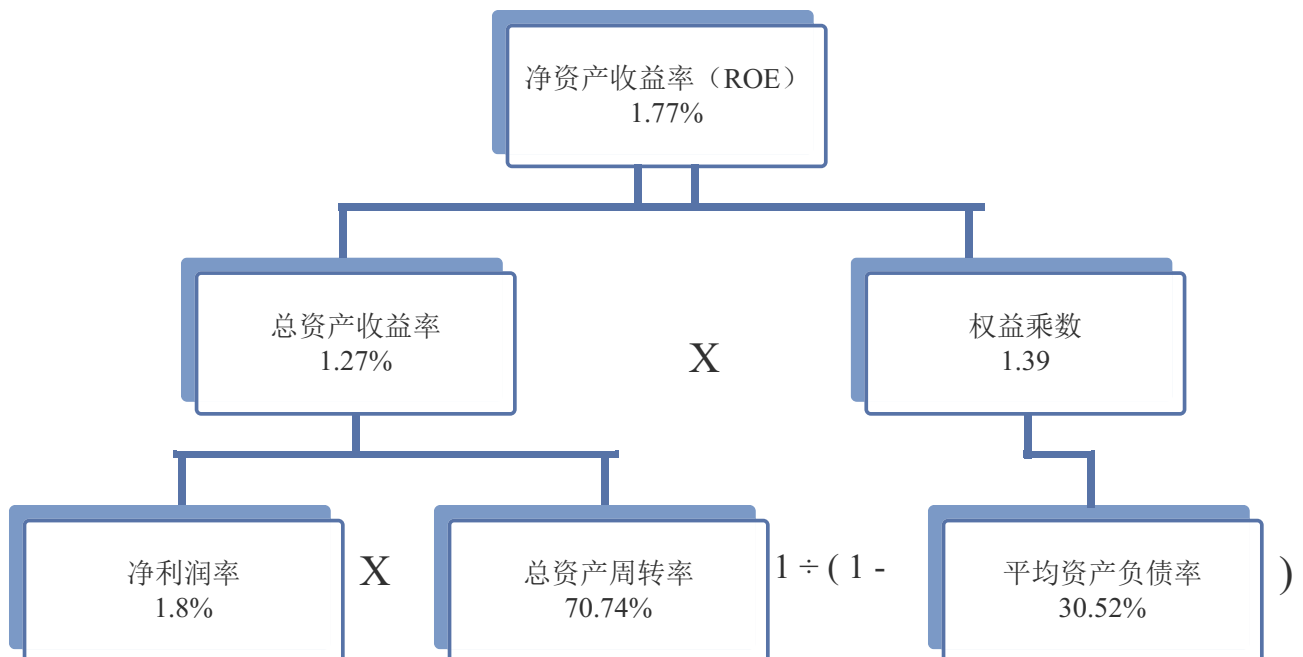 净资产收益率（ROE）
1.77%
总资产收益率
1.27%
X
权益乘数
1.39
净利润率
1.8%
X
总资产周转率
70.74%
1 ÷ ( 1 -
平均资产负债率
30.52%
)